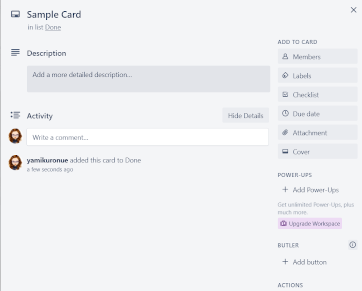 Sample Card
in list Done
Description
Add a more detailed description...
Activity
Hide Details
Write a comment...
yamikuronue added this card to Done
a few seconds ago
ADD TO CARD
Members
Labels
Checklist
Due date
Attachment
Cover
POWER-UPS
+ Add Power-Ups
Get unlimited Power-Ups, plus
much more.
Upgrade Workspace
BUTLER
+ Add button
ACTIONS